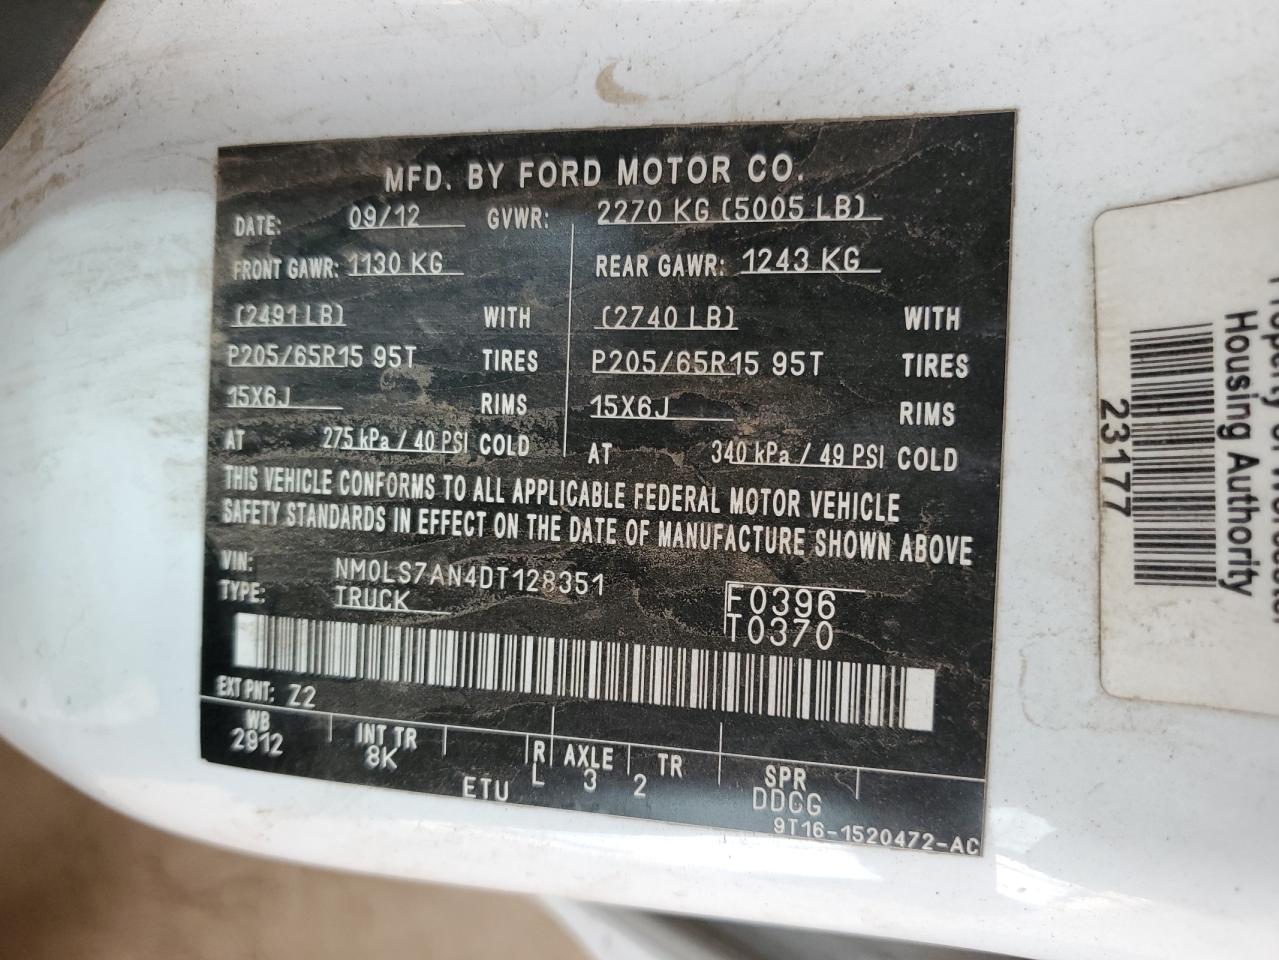 MFD. BY FORD MOTOR CO.
DATE: 09/12 GVWR: 2270 KG (5005 LB)
FRONT GAWR: 1130 KG REAR GAWR: 1243 KG
(2491 LB) WITH (2740 LB) WITH
P205/65R15 95T TIRES P205/65R15 95T TIRES
15X6J RIMS 15X6J RIMS
AT 275 kPa / 40 PSI COLD AT 340 kPa / 49 PSI COLD
THIS VEHICLE CONFORMS TO ALL APPLICABLE FEDERAL MOTOR VEHICLE
SAFETY STANDARDS IN EFFECT ON THE DATE OF MANUFACTURE SHOWN ABOVE
VIN: NM0LS7AN4DT128351
TYPE: TRUCK
F0396
T0370
EXT PNT: Z2
WB INT TR R AXLE TR SPR
2912 8K ETU L 3 2 DDCG
9T16-1520472-AC
Housing Authority
23177